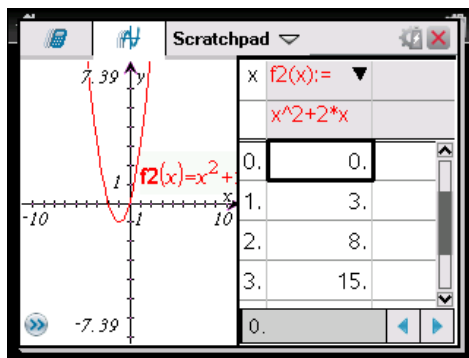 Scratchpad
7.39 y
f2(x)=x²+
1
x
-10
1
10
-7.39
x f2(x):=
x^2+2*x
0. 0.
1. 3.
2. 8.
3. 15.
0.